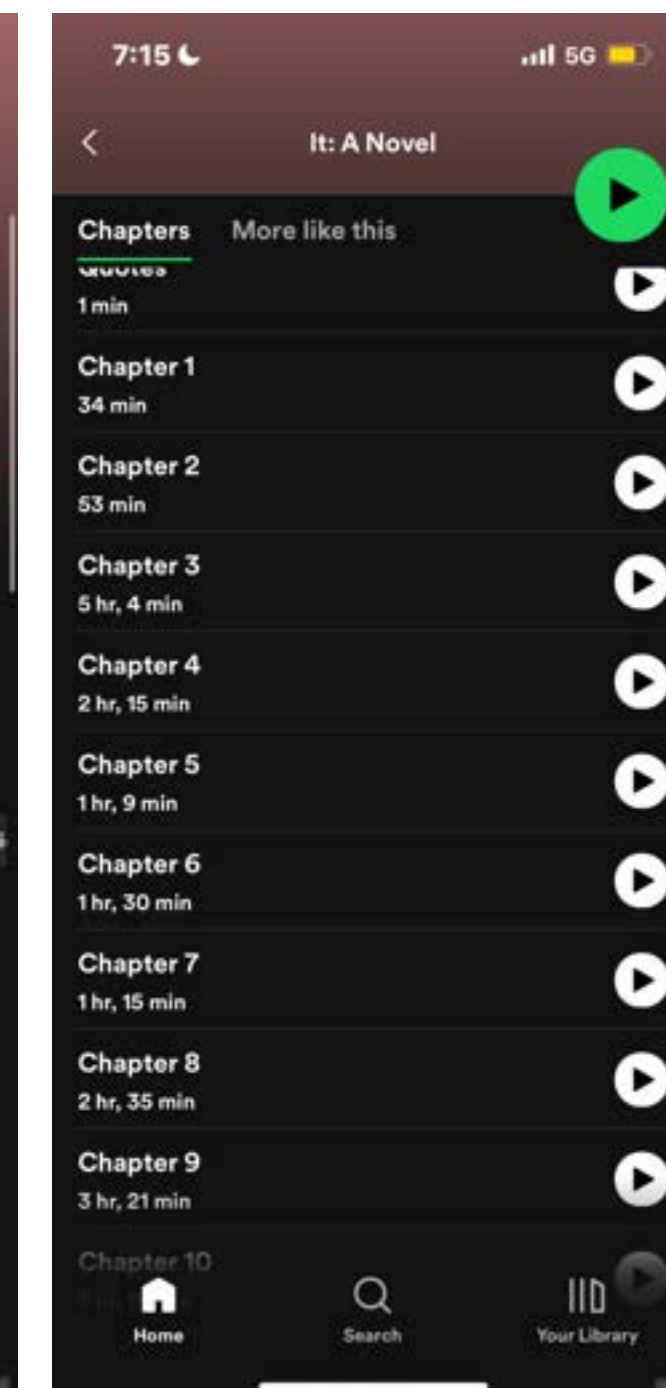 7:15
5G
It: A Novel
Chapters
More like this
Quotes
1 min
Chapter 1
34 min
Chapter 2
53 min
Chapter 3
5 hr, 4 min
Chapter 4
2 hr, 15 min
Chapter 5
1 hr, 9 min
Chapter 6
1 hr, 30 min
Chapter 7
1 hr, 15 min
Chapter 8
2 hr, 35 min
Chapter 9
3 hr, 21 min
Chapter 10
Home
Search
Your Library